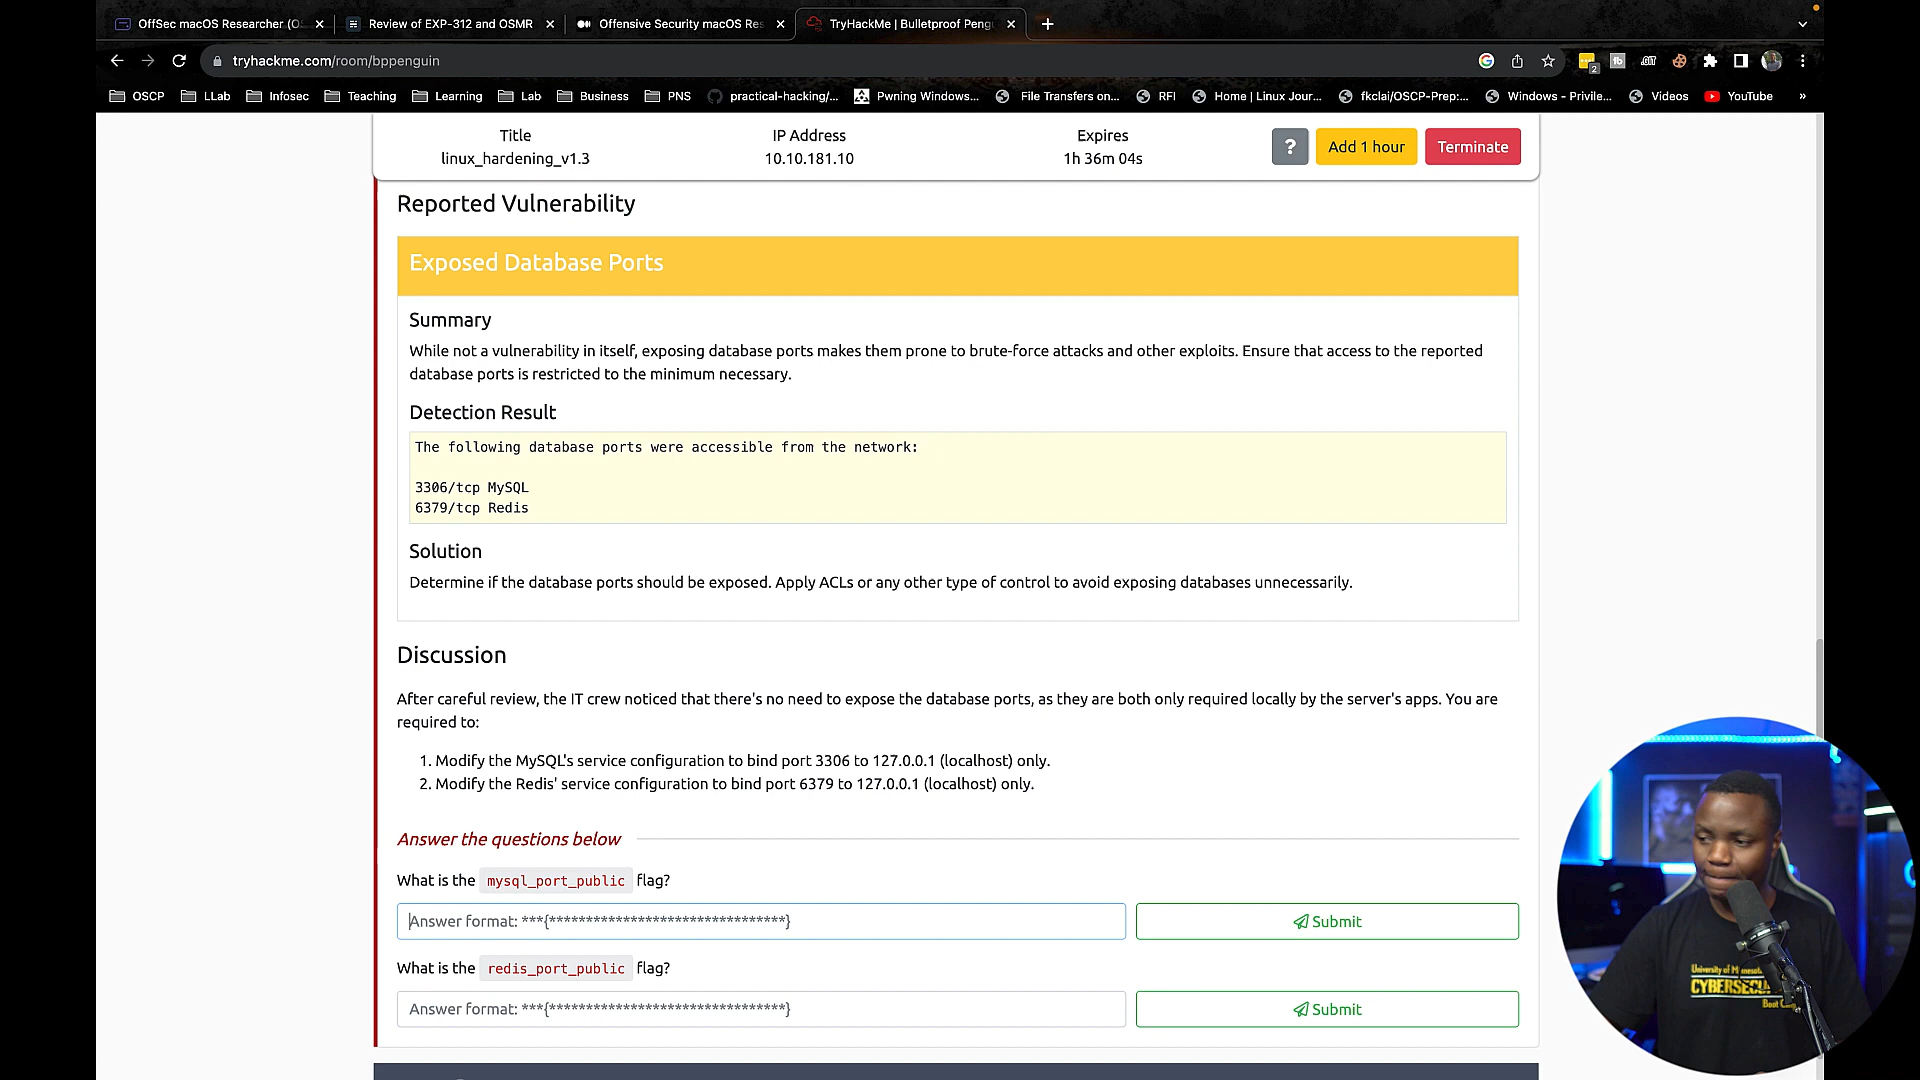 OffSec macOS Researcher (O
Review of EXP-312 and OSMR
Offensive Security macOS Res
TryHackMe | Bulletproof Pengu
tryhackme.com/room/bppenguin
2
OSCP
LLab
Infosec
Teaching
Learning
Lab
Business
PNS
practical-hacking/...
Pwning Windows...
File Transfers on...
RFI
Home | Linux Jour...
fkclai/OSCP-Prep:...
Windows - Privile...
Videos
YouTube
»
Title
linux_hardening_v1.3
IP Address
10.10.181.10
Expires
1h 36m 04s
?
Add 1 hour
Terminate
Reported Vulnerability
Exposed Database Ports
Summary
While not a vulnerability in itself, exposing database ports makes them prone to brute-force attacks and other exploits. Ensure that access to the reported
database ports is restricted to the minimum necessary.
Detection Result
The following database ports were accessible from the network:
3306/tcp MySQL
6379/tcp Redis
Solution
Determine if the database ports should be exposed. Apply ACLs or any other type of control to avoid exposing databases unnecessarily.
Discussion
After careful review, the IT crew noticed that there's no need to expose the database ports, as they are both only required locally by the server's apps. You are
required to:
1. Modify the MySQL's service configuration to bind port 3306 to 127.0.0.1 (localhost) only.
2. Modify the Redis' service configuration to bind port 6379 to 127.0.0.1 (localhost) only.
Answer the questions below
What is the mysql_port_public flag?
Answer format: ***{********************************}
Submit
What is the redis_port_public flag?
Answer format: ***{********************************}
Submit
University of M
CYBERSECU
Boot Camp